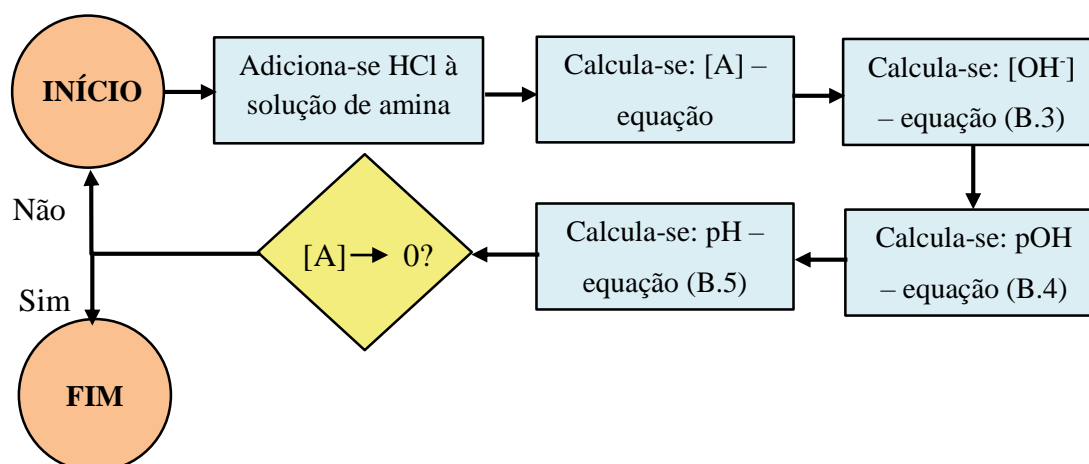 INÍCIO
Adiciona-se HCl à
solução de amina
Calcula-se: [A] –
equação
Calcula-se: [OH⁻]
– equação (B.3)
Calcula-se: pOH
– equação (B.4)
Calcula-se: pH –
equação (B.5)
[A] → 0?
Não
Sim
FIM